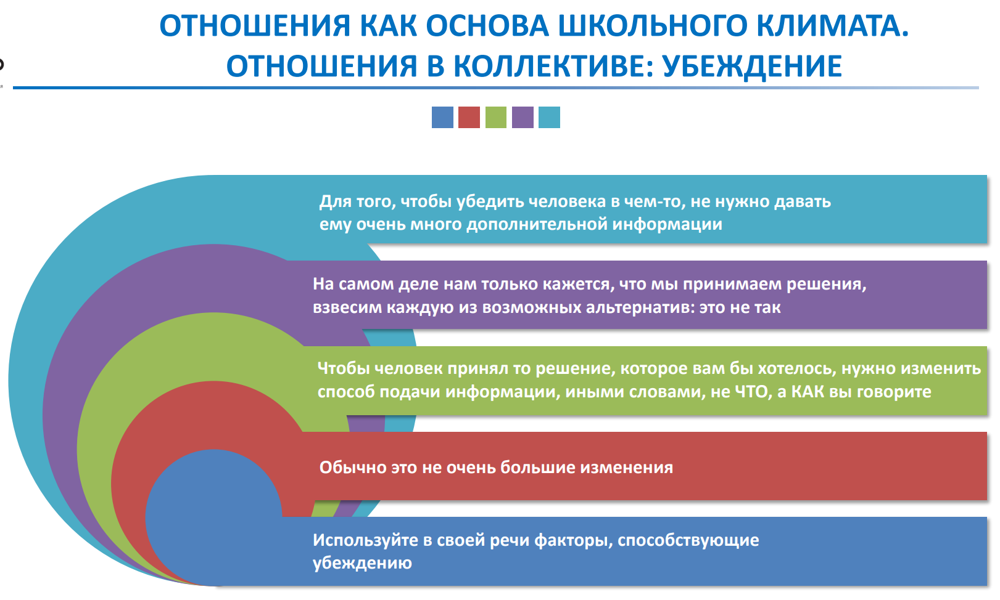 ОТНОШЕНИЯ КАК ОСНОВА ШКОЛЬНОГО КЛИМАТА.
ОТНОШЕНИЯ В КОЛЛЕКТИВЕ: УБЕЖДЕНИЕ
Для того, чтобы убедить человека в чем-то, не нужно давать
ему очень много дополнительной информации
На самом деле нам только кажется, что мы принимаем решения,
взвесим каждую из возможных альтернатив: это не так
Чтобы человек принял то решение, которое вам бы хотелось, нужно изменить
способ подачи информации, иными словами, не ЧТО, а КАК вы говорите
Обычно это не очень большие изменения
Используйте в своей речи факторы, способствующие
убеждению